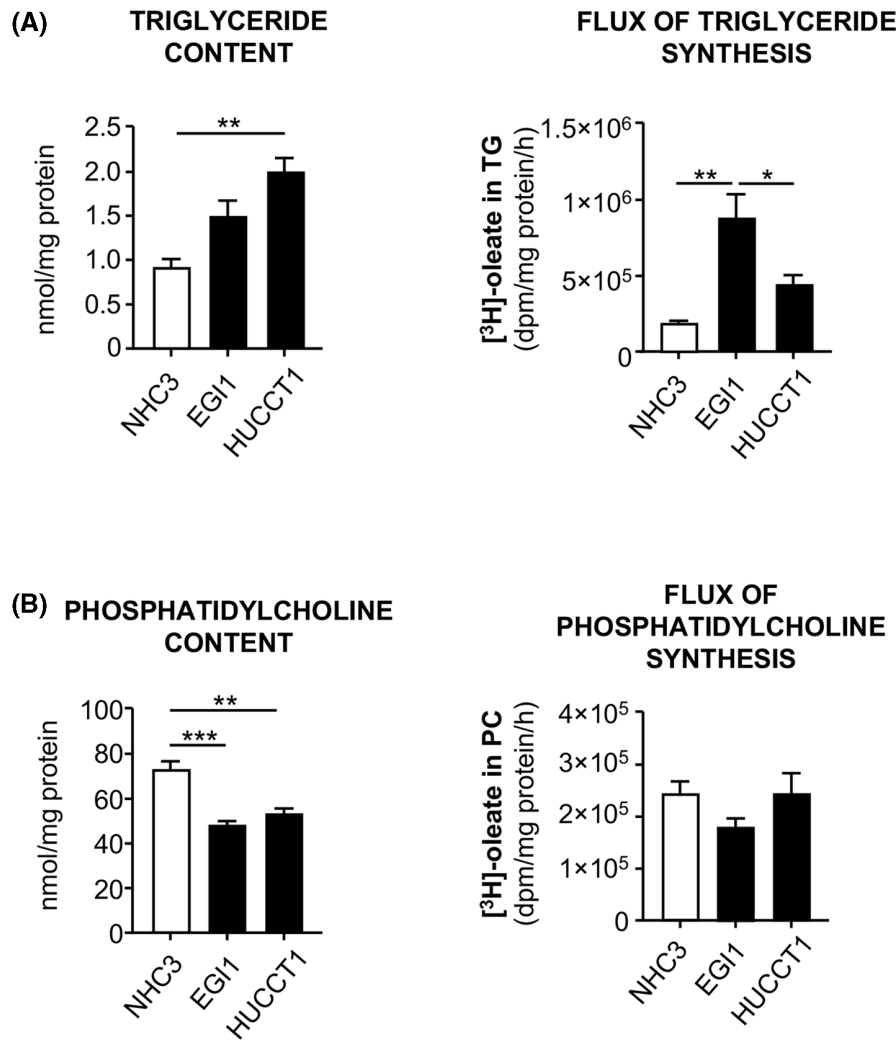 (A)
TRIGLYCERIDE
CONTENT
nmol/mg protein
2.5
2.0
1.5
1.0
0.5
0
**
NHC3
EGI1
HUCCT1
FLUX OF TRIGLYCERIDE
SYNTHESIS
[³H]-oleate in TG
(dpm/mg protein/h)
1.5×10⁶
1×10⁶
5×10⁵
0
** *
NHC3
EGI1
HUCCT1
(B)
PHOSPHATIDYLCHOLINE
CONTENT
nmol/mg protein
100
80
60
40
20
0
**
***
NHC3
EGI1
HUCCT1
FLUX OF
PHOSPHATIDYLCHOLINE
SYNTHESIS
[³H]-oleate in PC
(dpm/mg protein/h)
4×10⁵
3×10⁵
2×10⁵
1×10⁵
0
NHC3
EGI1
HUCCT1